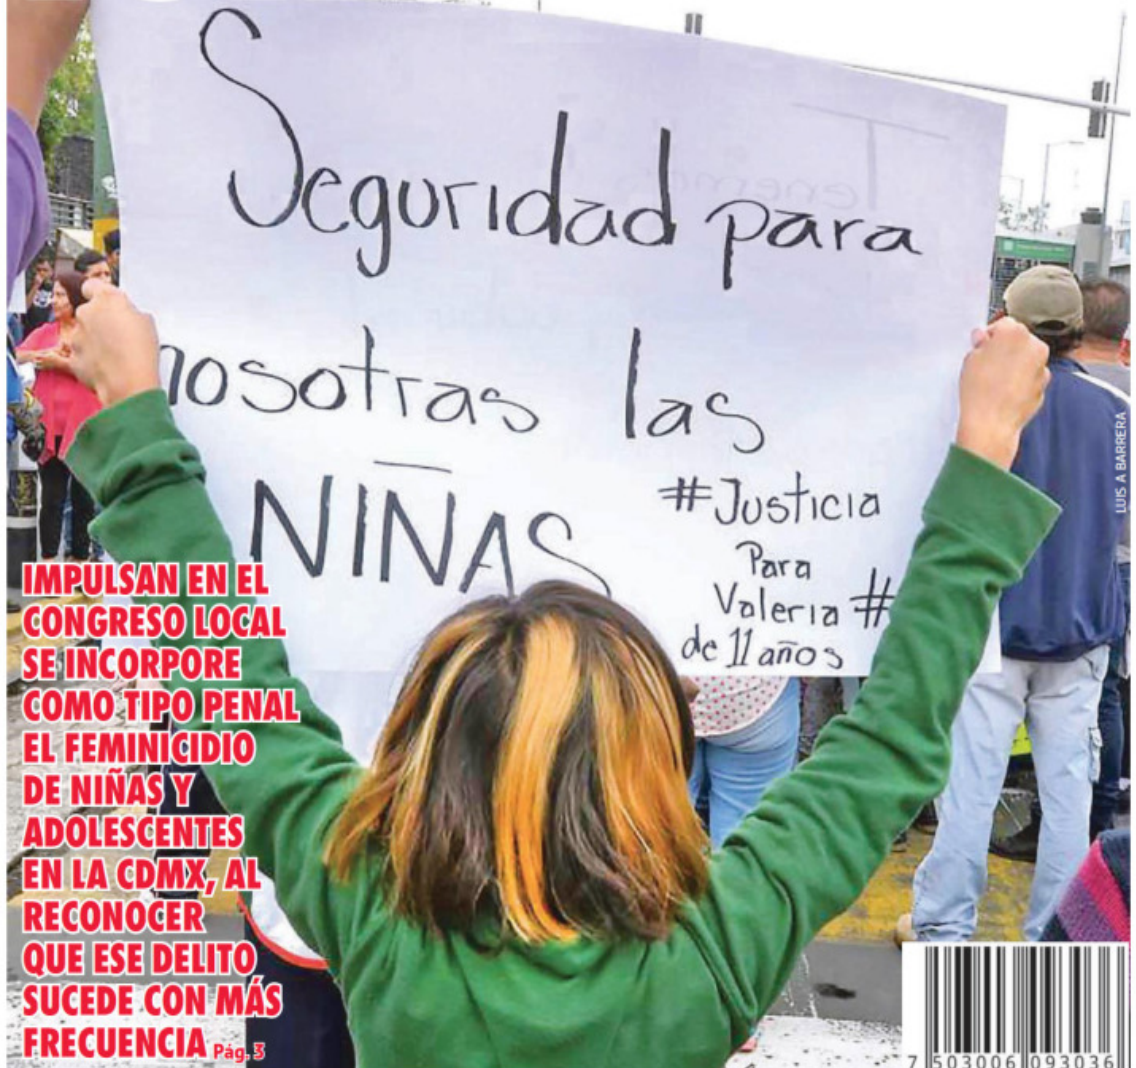 Seguridad para
nosotras las
NIÑAS
#Justicia
Para
Valeria #
de 11 años
LUIS A BARRERA
IMPULSAN EN EL
CONGRESO LOCAL
SE INCORPORE
COMO TIPO PENAL
EL FEMINICIDIO
DE NIÑAS Y
ADOLESCENTES
EN LA CDMX, AL
RECONOCER
QUE ESE DELITO
SUCEDE CON MÁS
FRECUENCIA Pág. 3
7 503006 093036